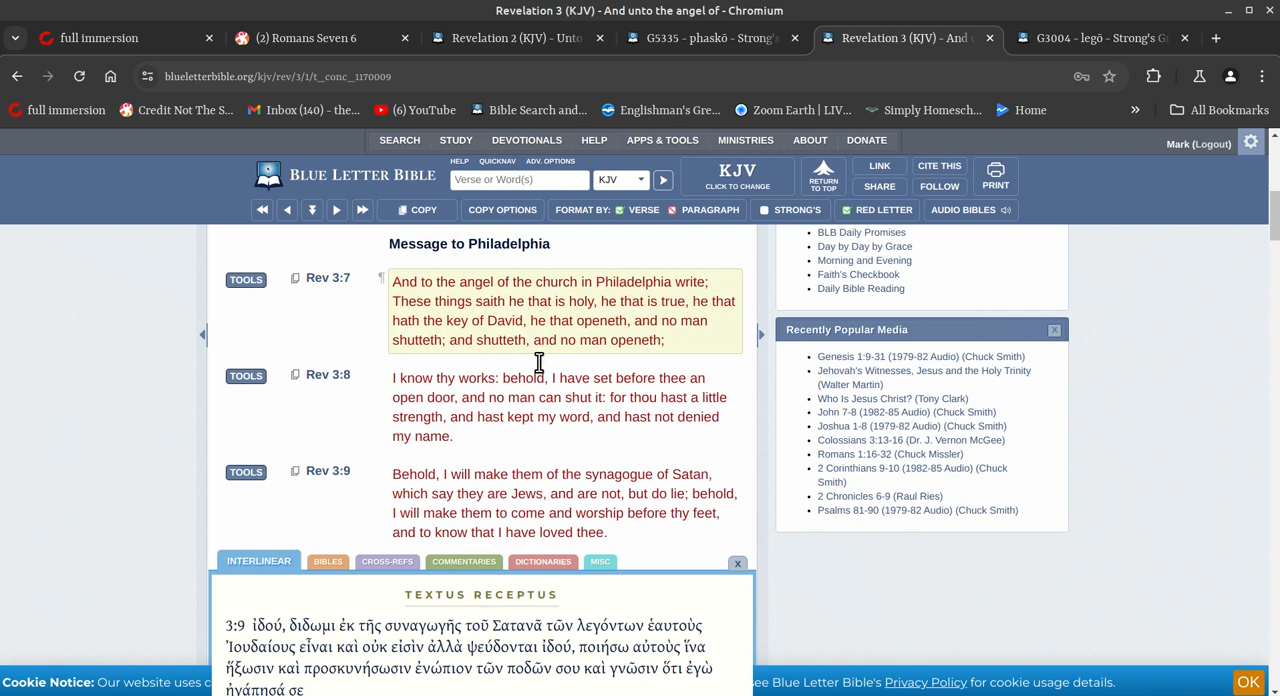 Revelation 3 (KJV) - And unto the angel of - Chromium
full immersion
(2) Romans Seven 6
Revelation 2 (KJV) - Unto
G5335 - phaskō - Strong's
Revelation 3 (KJV) - And u
G3004 - legō - Strong's G
blueletterbible.org/kjv/rev/3/1/t_conc_1170009
full immersion
Credit Not The S...
Inbox (140) - the...
(6) YouTube
Bible Search and...
Englishman's Gre...
Zoom Earth | LIV...
Simply Homesch...
Home
All Bookmarks
SEARCH STUDY DEVOTIONALS HELP APPS & TOOLS MINISTRIES ABOUT DONATE
Mark (Logout)
BLUE LETTER BIBLE
HELP QUICKNAV ADV. OPTIONS
Verse or Word(s)
KJV
KJV
CLICK TO CHANGE
RETURN
TO TOP
LINK
CITE THIS
SHARE
FOLLOW
PRINT
COPY COPY OPTIONS FORMAT BY: VERSE PARAGRAPH STRONG'S RED LETTER AUDIO BIBLES
Message to Philadelphia
TOOLS Rev 3:7 ¶ And to the angel of the church in Philadelphia write;
These things saith he that is holy, he that is true, he that
hath the key of David, he that openeth, and no man
shutteth; and shutteth, and no man openeth;
TOOLS Rev 3:8 I know thy works: behold, I have set before thee an
open door, and no man can shut it: for thou hast a little
strength, and hast kept my word, and hast not denied
my name.
TOOLS Rev 3:9 Behold, I will make them of the synagogue of Satan,
which say they are Jews, and are not, but do lie; behold,
I will make them to come and worship before thy feet,
and to know that I have loved thee.
INTERLINEAR BIBLES CROSS-REFS COMMENTARIES DICTIONARIES MISC X
TEXTUS RECEPTUS
3:9 ἰδού, διδωμι ἐκ τῆς συναγωγῆς τοῦ Σατανᾶ τῶν λεγόντων ἑαυτοὺς
Ἰουδαίους εἶναι καὶ οὐκ εἰσὶν ἀλλὰ ψεύδονται ἰδού, ποιήσω αὐτοὺς ἵνα
ἥξωσιν καὶ προσκυνήσωσιν ἐνώπιον τῶν ποδῶν σου καὶ γνῶσιν ὅτι ἐγὼ
ἠγάπησά σε
BLB Daily Promises
Day by Day by Grace
Morning and Evening
Faith's Checkbook
Daily Bible Reading
Recently Popular Media X
Genesis 1:9-31 (1979-82 Audio) (Chuck Smith)
Jehovah's Witnesses, Jesus and the Holy Trinity
(Walter Martin)
Who Is Jesus Christ? (Tony Clark)
John 7-8 (1982-85 Audio) (Chuck Smith)
Joshua 1-8 (1979-82 Audio) (Chuck Smith)
Colossians 3:13-16 (Dr. J. Vernon McGee)
Romans 1:16-32 (Chuck Missler)
2 Corinthians 9-10 (1982-85 Audio) (Chuck
Smith)
2 Chronicles 6-9 (Raul Ries)
Psalms 81-90 (1979-82 Audio) (Chuck Smith)
Cookie Notice: Our website uses c
ee Blue Letter Bible's Privacy Policy for cookie usage details.
OK